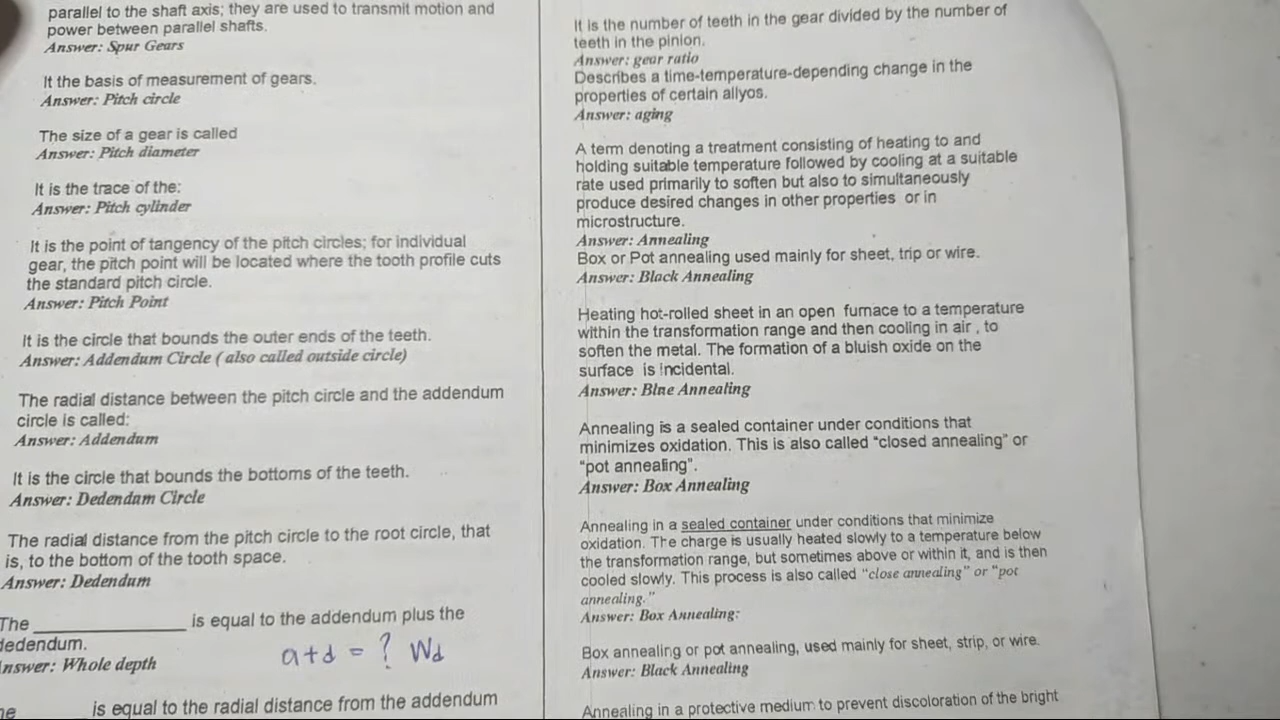 parallel to the shaft axis; they are used to transmit motion and
power between parallel shafts.
Answer: Spur Gears
It the basis of measurement of gears.
Answer: Pitch circle
The size of a gear is called
Answer: Pitch diameter
It is the trace of the:
Answer: Pitch cylinder
It is the point of tangency of the pitch circles; for individual
gear, the pitch point will be located where the tooth profile cuts
the standard pitch circle.
Answer: Pitch Point
It is the circle that bounds the outer ends of the teeth.
Answer: Addendum Circle ( also called outside circle)
The radial distance between the pitch circle and the addendum
circle is called:
Answer: Addendum
It is the circle that bounds the bottoms of the teeth.
Answer: Dedendum Circle
The radial distance from the pitch circle to the root circle, that
is, to the bottom of the tooth space.
Answer: Dedendum
The ______________ is equal to the addendum plus the
dedendum.
nswer: Whole depth
a+d = ? Wd
he ______ is equal to the radial distance from the addendum
It is the number of teeth in the gear divided by the number of
teeth in the pinion.
Answer: gear ratio
Describes a time-temperature-depending change in the
properties of certain allyos.
Answer: aging
A term denoting a treatment consisting of heating to and
holding suitable temperature followed by cooling at a suitable
rate used primarily to soften but also to simultaneously
produce desired changes in other properties or in
microstructure.
Answer: Annealing
Box or Pot annealing used mainly for sheet, trip or wire.
Answer: Black Annealing
Heating hot-rolled sheet in an open furnace to a temperature
within the transformation range and then cooling in air , to
soften the metal. The formation of a bluish oxide on the
surface is incidental.
Answer: Blue Annealing
Annealing is a sealed container under conditions that
minimizes oxidation. This is also called “closed annealing” or
“pot annealing”.
Answer: Box Annealing
Annealing in a sealed container under conditions that minimize
oxidation. The charge is usually heated slowly to a temperature below
the transformation range, but sometimes above or within it, and is then
cooled slowly. This process is also called “close annealing” or “pot
annealing.”
Answer: Box Annealing:
Box annealing or pot annealing, used mainly for sheet, strip, or wire.
Answer: Black Annealing
Annealing in a protective medium to prevent discoloration of the bright